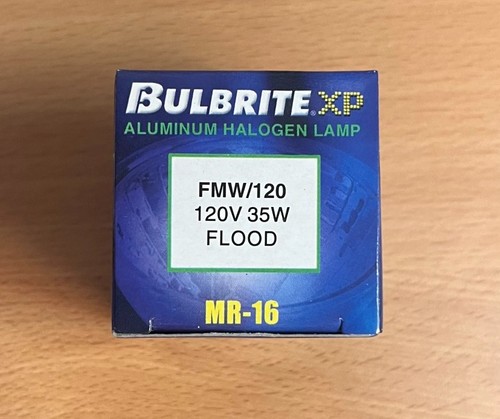 BULBRITE XP
ALUMINUM HALOGEN LAMP
FMW/120
120V 35W
FLOOD
MR-16